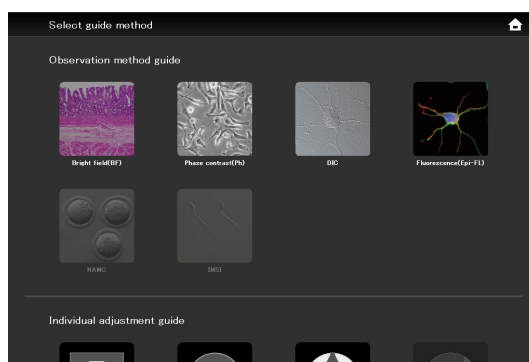 Select guide method
Observation method guide
Bright field(BF)
Phase contrast(Ph)
DIC
Fluorescence(Epi-FL)
NAMC
IMSI
Individual adjustment guide